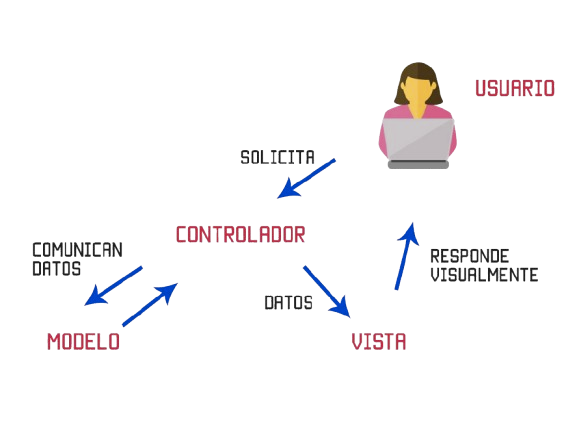 USUARIO
SOLICITA
CONTROLADOR
COMUNICAN
DATOS
RESPONDE
VISUALMENTE
DATOS
MODELO
VISTA